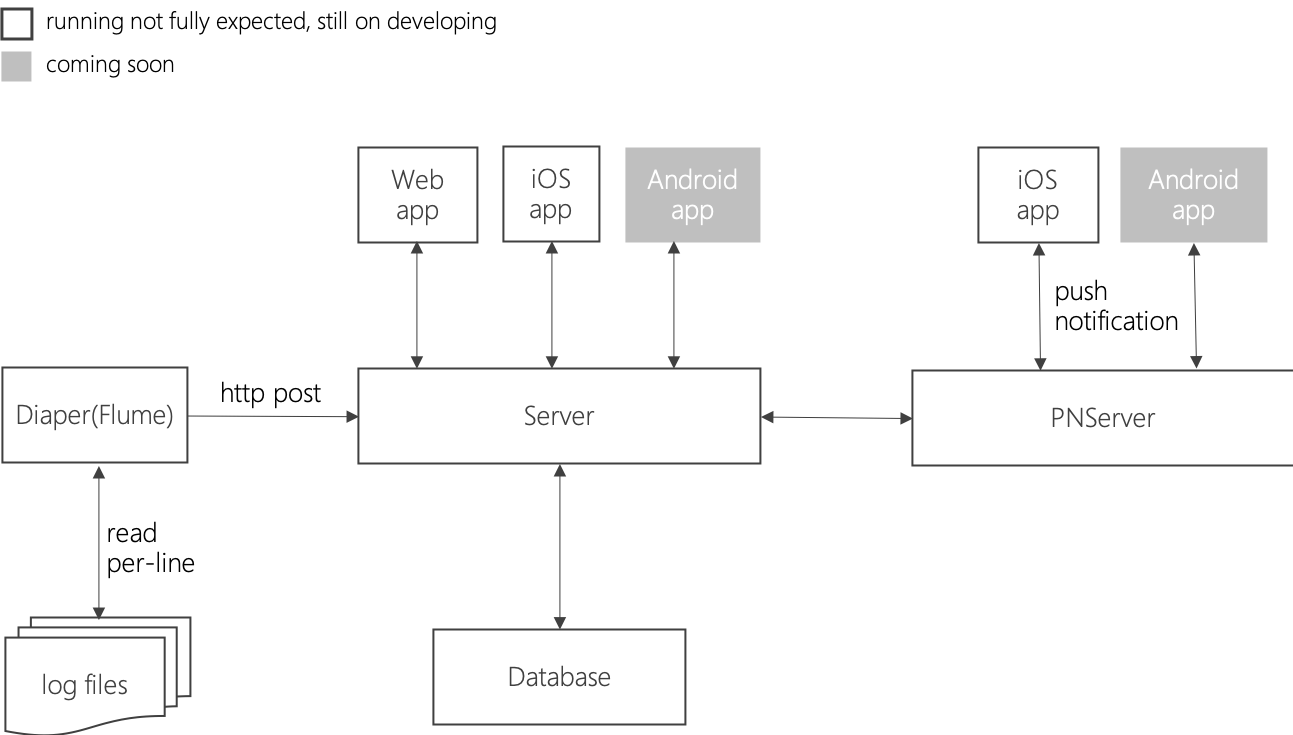 running not fully expected, still on developing
coming soon
Web
app
iOS
app
Android
app
iOS
app
Android
app
push
notification
http post
Diaper(Flume)
Server
PNServer
read
per-line
log files
Database